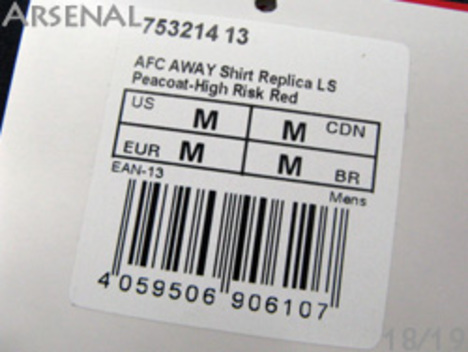 ARSENAL
753214 13
AFC AWAY Shirt Replica LS
Peacoat-High Risk Red
US M M CDN
EUR M M BR
EAN-13 Mens
4 059506 906107
18/19